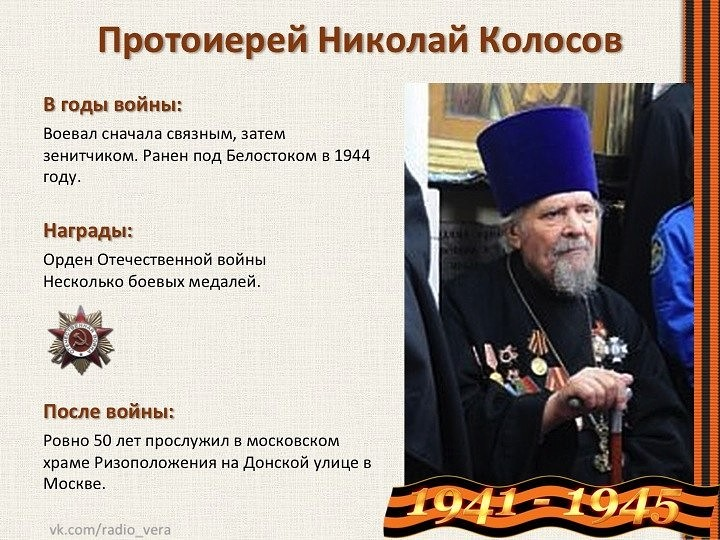 Протоиерей Николай Колосов
В годы войны:
Воевал сначала связным, затем
зенитчиком. Ранен под Белостоком в 1944
году.
Награды:
Орден Отечественной войны
Несколько боевых медалей.
После войны:
Ровно 50 лет прослужил в московском
храме Ризоположения на Донской улице в
Москве.
1941 - 1945
vk.com/radio_vera